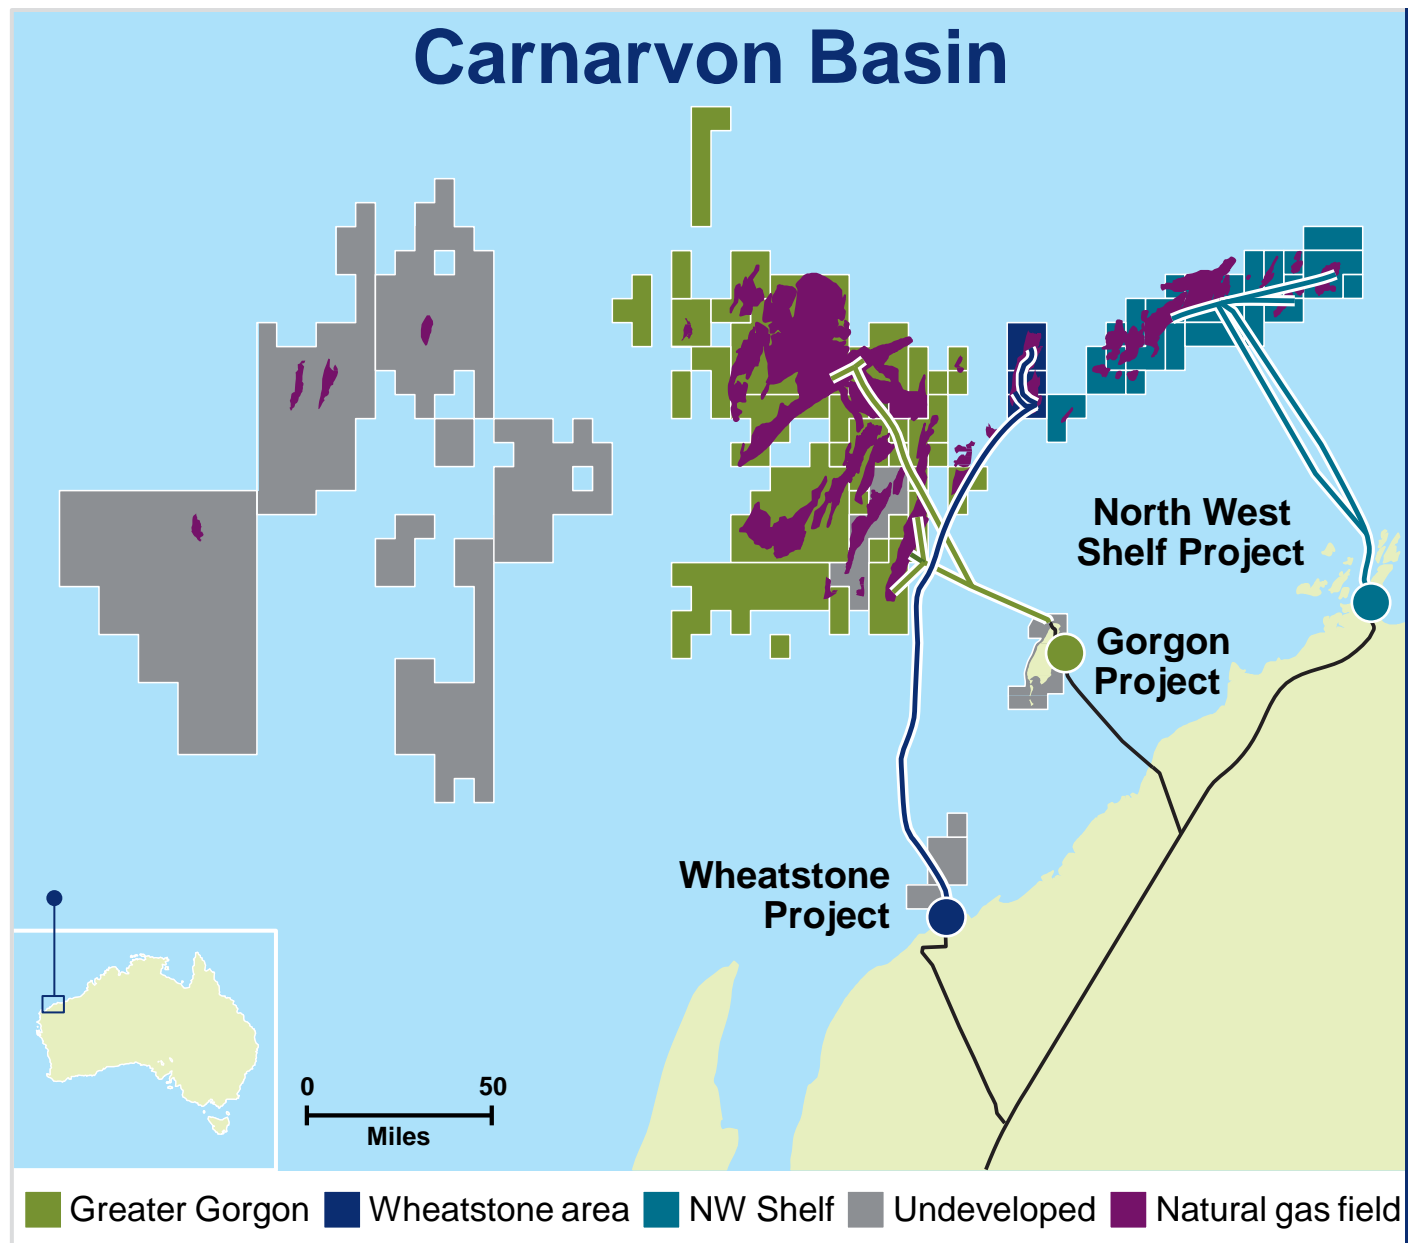 Carnarvon Basin
North West
Shelf Project
Gorgon
Project
Wheatstone
Project
0 50
Miles
Greater Gorgon Wheatstone area NW Shelf Undeveloped Natural gas field